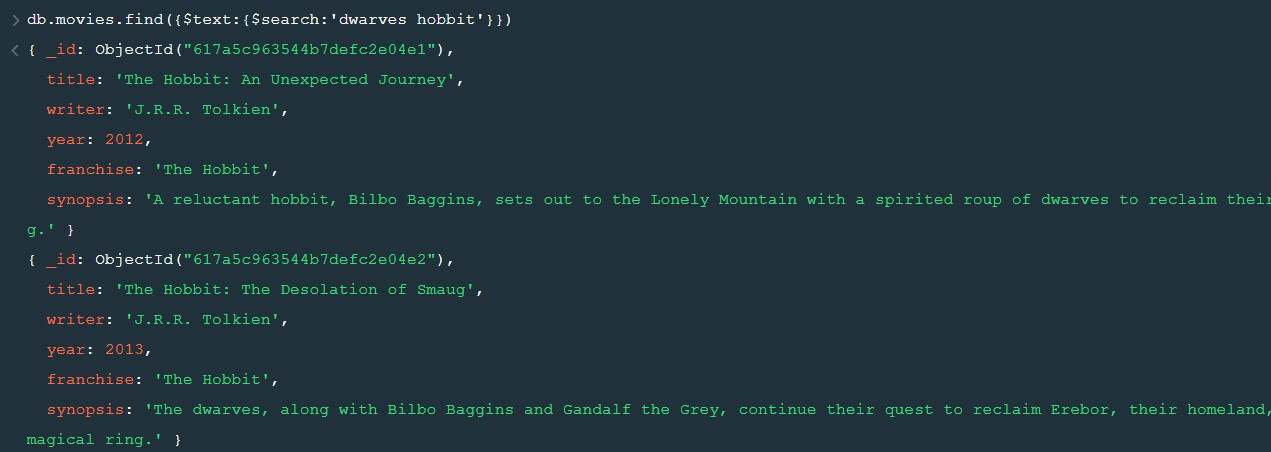 > db.movies.find({$text:{$search:'dwarves hobbit'}})
< { _id: ObjectId("617a5c963544b7defc2e04e1"),
title: 'The Hobbit: An Unexpected Journey',
writer: 'J.R.R. Tolkien',
year: 2012,
franchise: 'The Hobbit',
synopsis: 'A reluctant hobbit, Bilbo Baggins, sets out to the Lonely Mountain with a spirited roup of dwarves to reclaim their
g.' }
{ _id: ObjectId("617a5c963544b7defc2e04e2"),
title: 'The Hobbit: The Desolation of Smaug',
writer: 'J.R.R. Tolkien',
year: 2013,
franchise: 'The Hobbit',
synopsis: 'The dwarves, along with Bilbo Baggins and Gandalf the Grey, continue their quest to reclaim Erebor, their homeland,
magical ring.' }